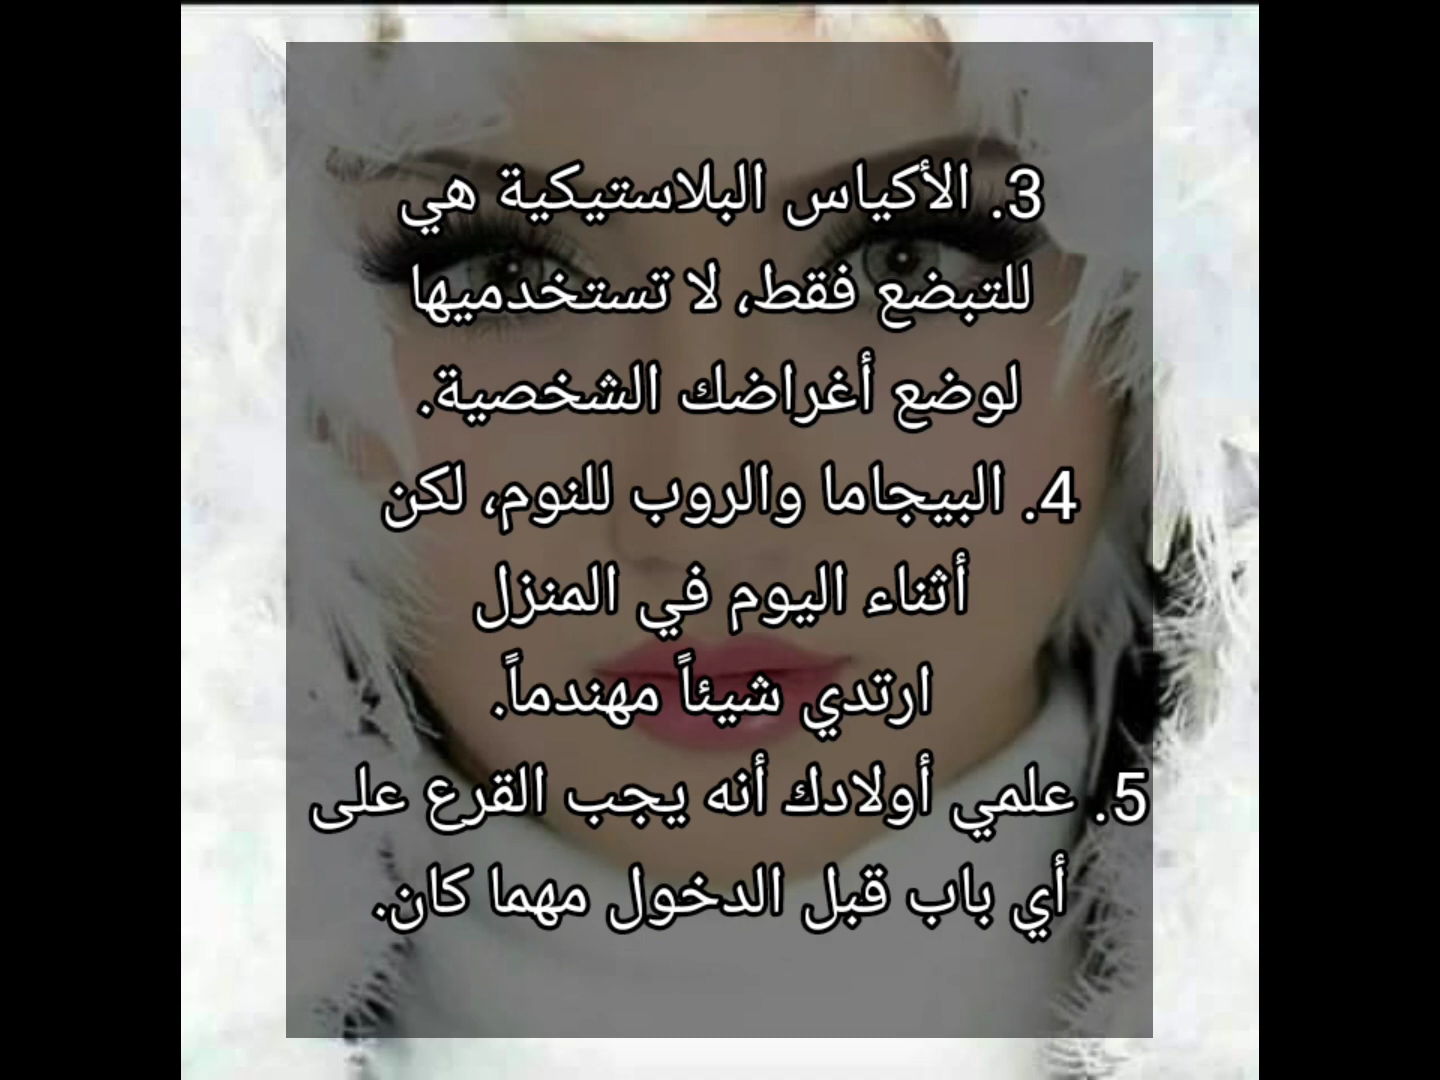 3. الأكياس البلاستيكية هي
للتبضع فقط، لا تستخدميها
لوضع أغراضك الشخصية.
4. البيجاما والروب للنوم، لكن
أثناء اليوم في المنزل
ارتدي شيئاً مهندماً.
5. علمي أولادك أنه يجب القرع على
أي باب قبل الدخول مهما كان.